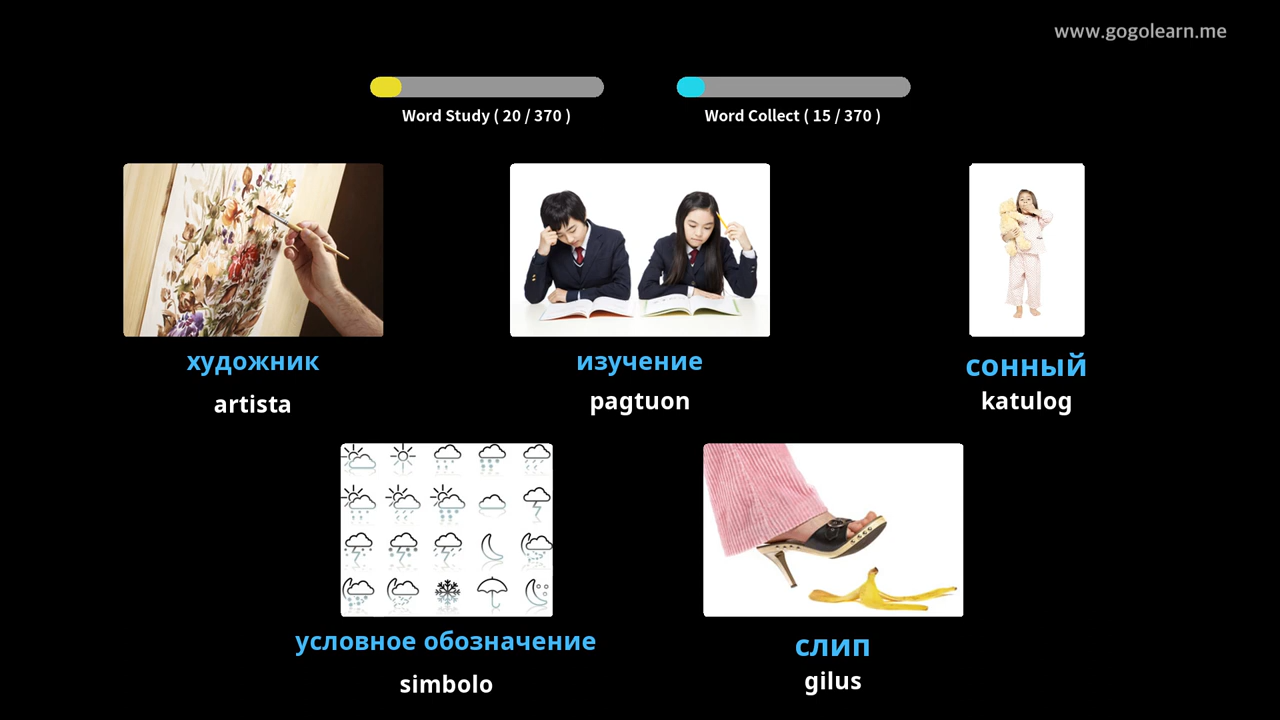 www.gogolearn.me
Word Study ( 20 / 370 )
Word Collect ( 15 / 370 )
художник
artista
изучение
pagtuon
сонный
katulog
условное обозначение
simbolo
слип
gilus